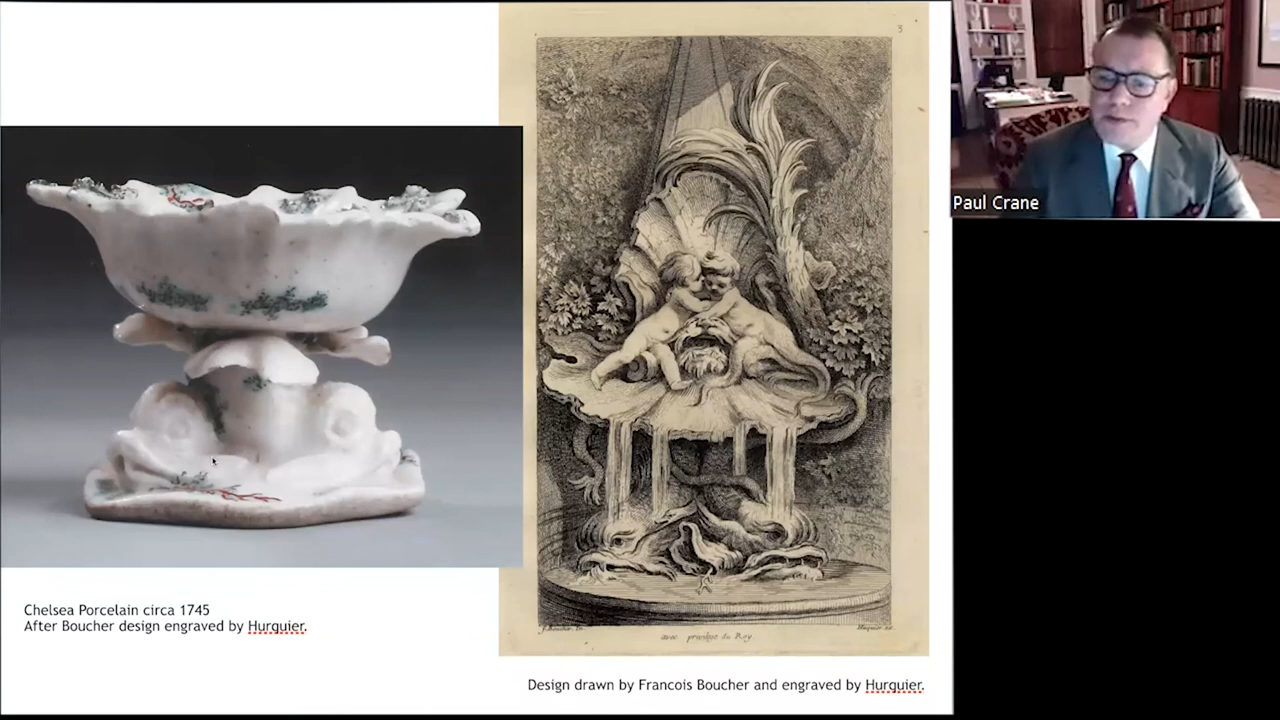 3
Paul Crane
Chelsea Porcelain circa 1745
After Boucher design engraved by Hurquier.
avec privilege du Roy.
Design drawn by Francois Boucher and engraved by Hurquier.